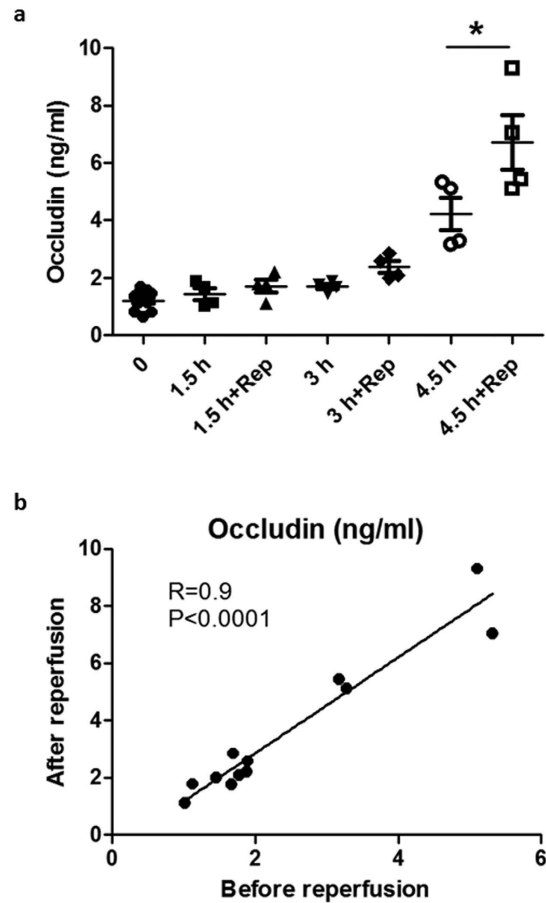 a
*
Occludin (ng/ml)
10
8
6
4
2
0
0
1.5 h
1.5 h+Rep
3 h
3 h+Rep
4.5 h
4.5 h+Rep
b
Occludin (ng/ml)
R=0.9
P<0.0001
After reperfusion
10
8
6
4
2
0
0
2
4
6
Before reperfusion